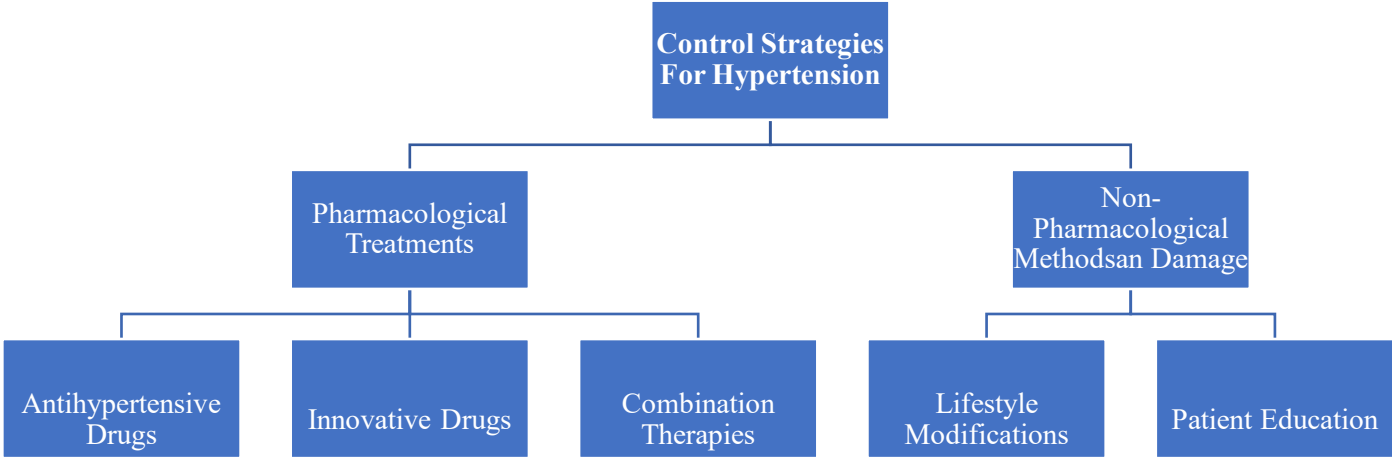 Control Strategies
For Hypertension
Pharmacological
Treatments
Non-
Pharmacological
Methodsan Damage
Antihypertensive
Drugs
Innovative Drugs
Combination
Therapies
Lifestyle
Modifications
Patient Education